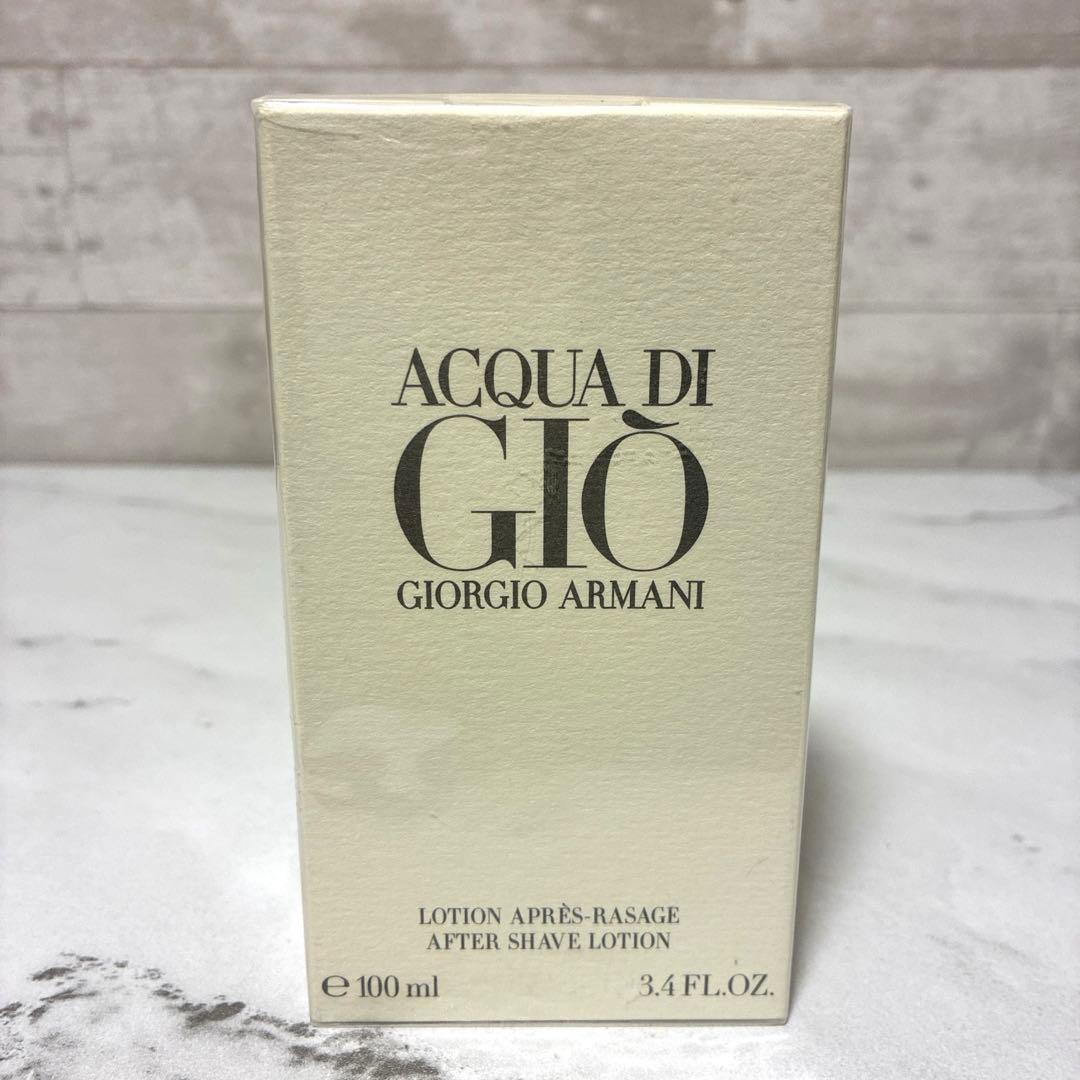 ACQUA DI
GIÒ
GIORGIO ARMANI
LOTION APRÈS-RASAGE
AFTER SHAVE LOTION
℮ 100 ml 3.4 FL.OZ.